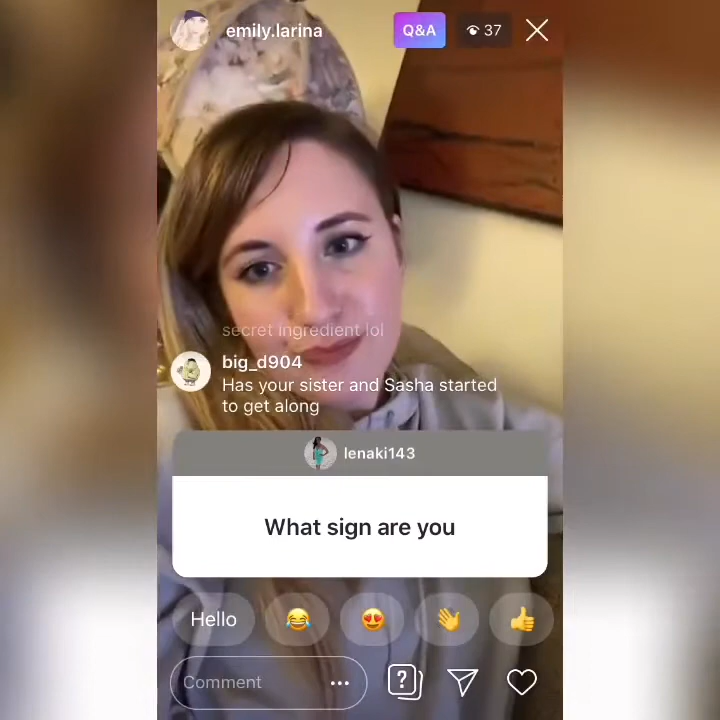 emily.larina
Q&A
37
secret ingredient lol
big_d904
Has your sister and Sasha started
to get along
lenaki143
What sign are you
Hello
Comment
?